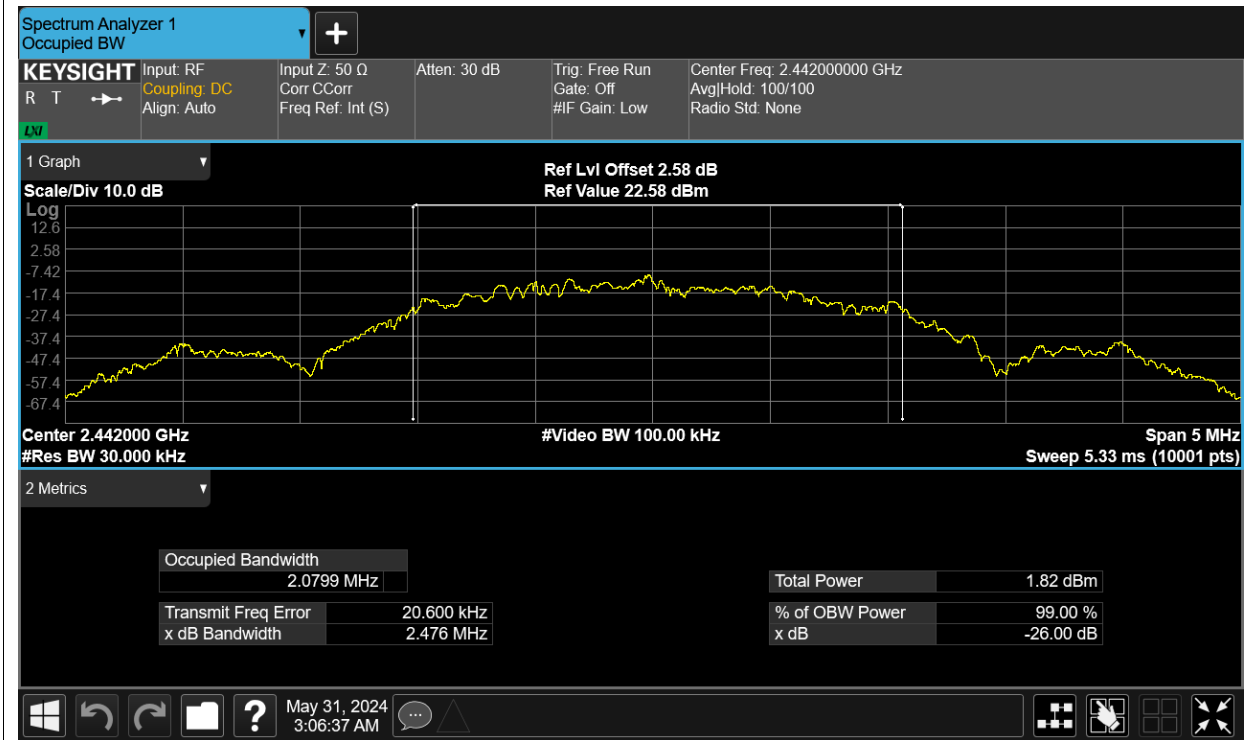 Spectrum Analyzer 1
Occupied BW
KEYSIGHT
R T
LXI
Input: RF
Coupling: DC
Align: Auto
Input Z: 50 Ω
Corr CCorr
Freq Ref: Int (S)
Atten: 30 dB
Trig: Free Run
Gate: Off
#IF Gain: Low
Center Freq: 2.442000000 GHz
Avg|Hold: 100/100
Radio Std: None
1 Graph
Scale/Div 10.0 dB
Ref Lvl Offset 2.58 dB
Ref Value 22.58 dBm
Log
12.6
2.58
-7.42
-17.4
-27.4
-37.4
-47.4
-57.4
-67.4
Center 2.442000 GHz
#Video BW 100.00 kHz
Span 5 MHz
#Res BW 30.000 kHz
Sweep 5.33 ms (10001 pts)
2 Metrics
Occupied Bandwidth
2.0799 MHz
Total Power 1.82 dBm
Transmit Freq Error 20.600 kHz
% of OBW Power 99.00 %
x dB Bandwidth 2.476 MHz
x dB -26.00 dB
?
May 31, 2024
3:06:37 AM